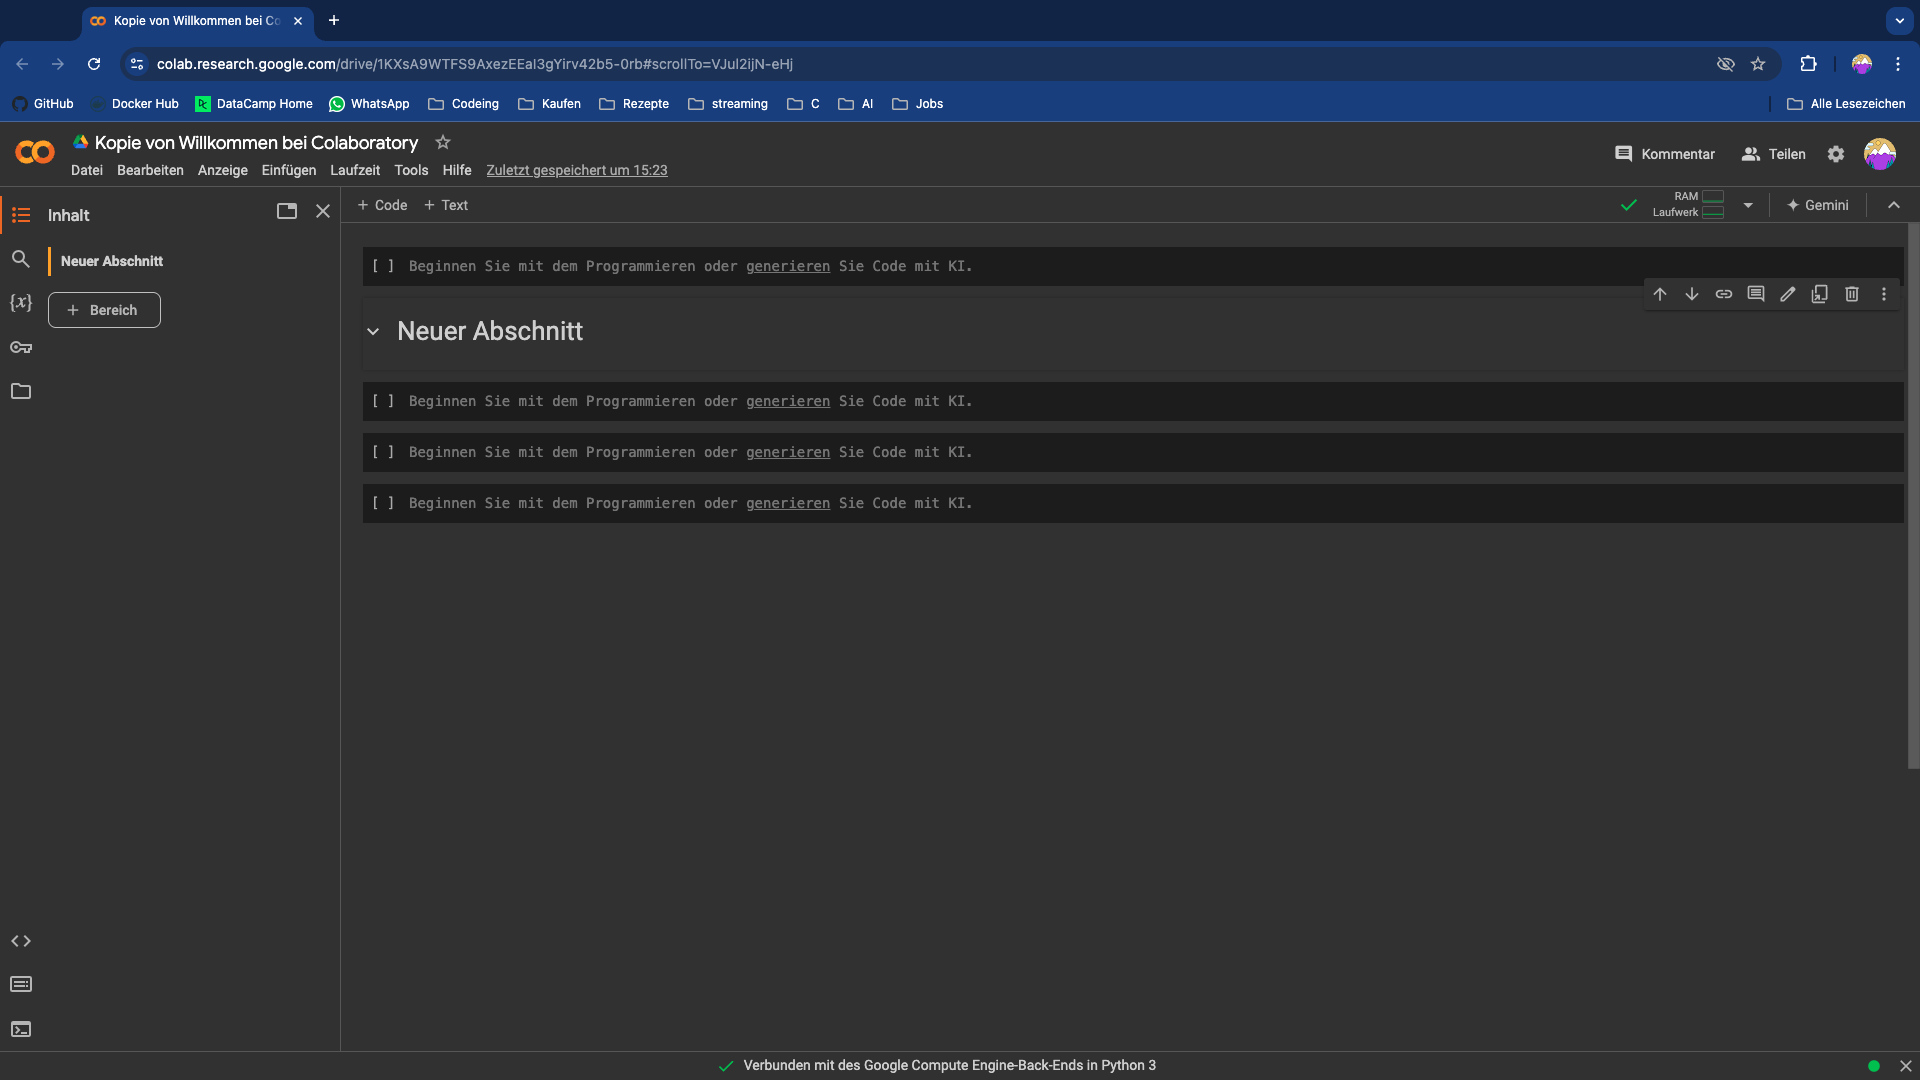 Kopie von Willkommen bei Co
colab.research.google.com/drive/1KXsA9WTFS9AxezEEal3gYirv42b5-0rb#scrollTo=VJul2ijN-eHj
GitHub Docker Hub DataCamp Home WhatsApp Codeing Kaufen Rezepte streaming C AI Jobs Alle Lesezeichen
Kopie von Willkommen bei Colaboratory
Kommentar Teilen
Datei Bearbeiten Anzeige Einfügen Laufzeit Tools Hilfe Zuletzt gespeichert um 15:23
Inhalt
+ Code + Text
RAM
Laufwerk
Gemini
Neuer Abschnitt
+ Bereich
[ ] Beginnen Sie mit dem Programmieren oder generieren Sie Code mit KI.
Neuer Abschnitt
[ ] Beginnen Sie mit dem Programmieren oder generieren Sie Code mit KI.
[ ] Beginnen Sie mit dem Programmieren oder generieren Sie Code mit KI.
[ ] Beginnen Sie mit dem Programmieren oder generieren Sie Code mit KI.
Verbunden mit des Google Compute Engine-Back-Ends in Python 3